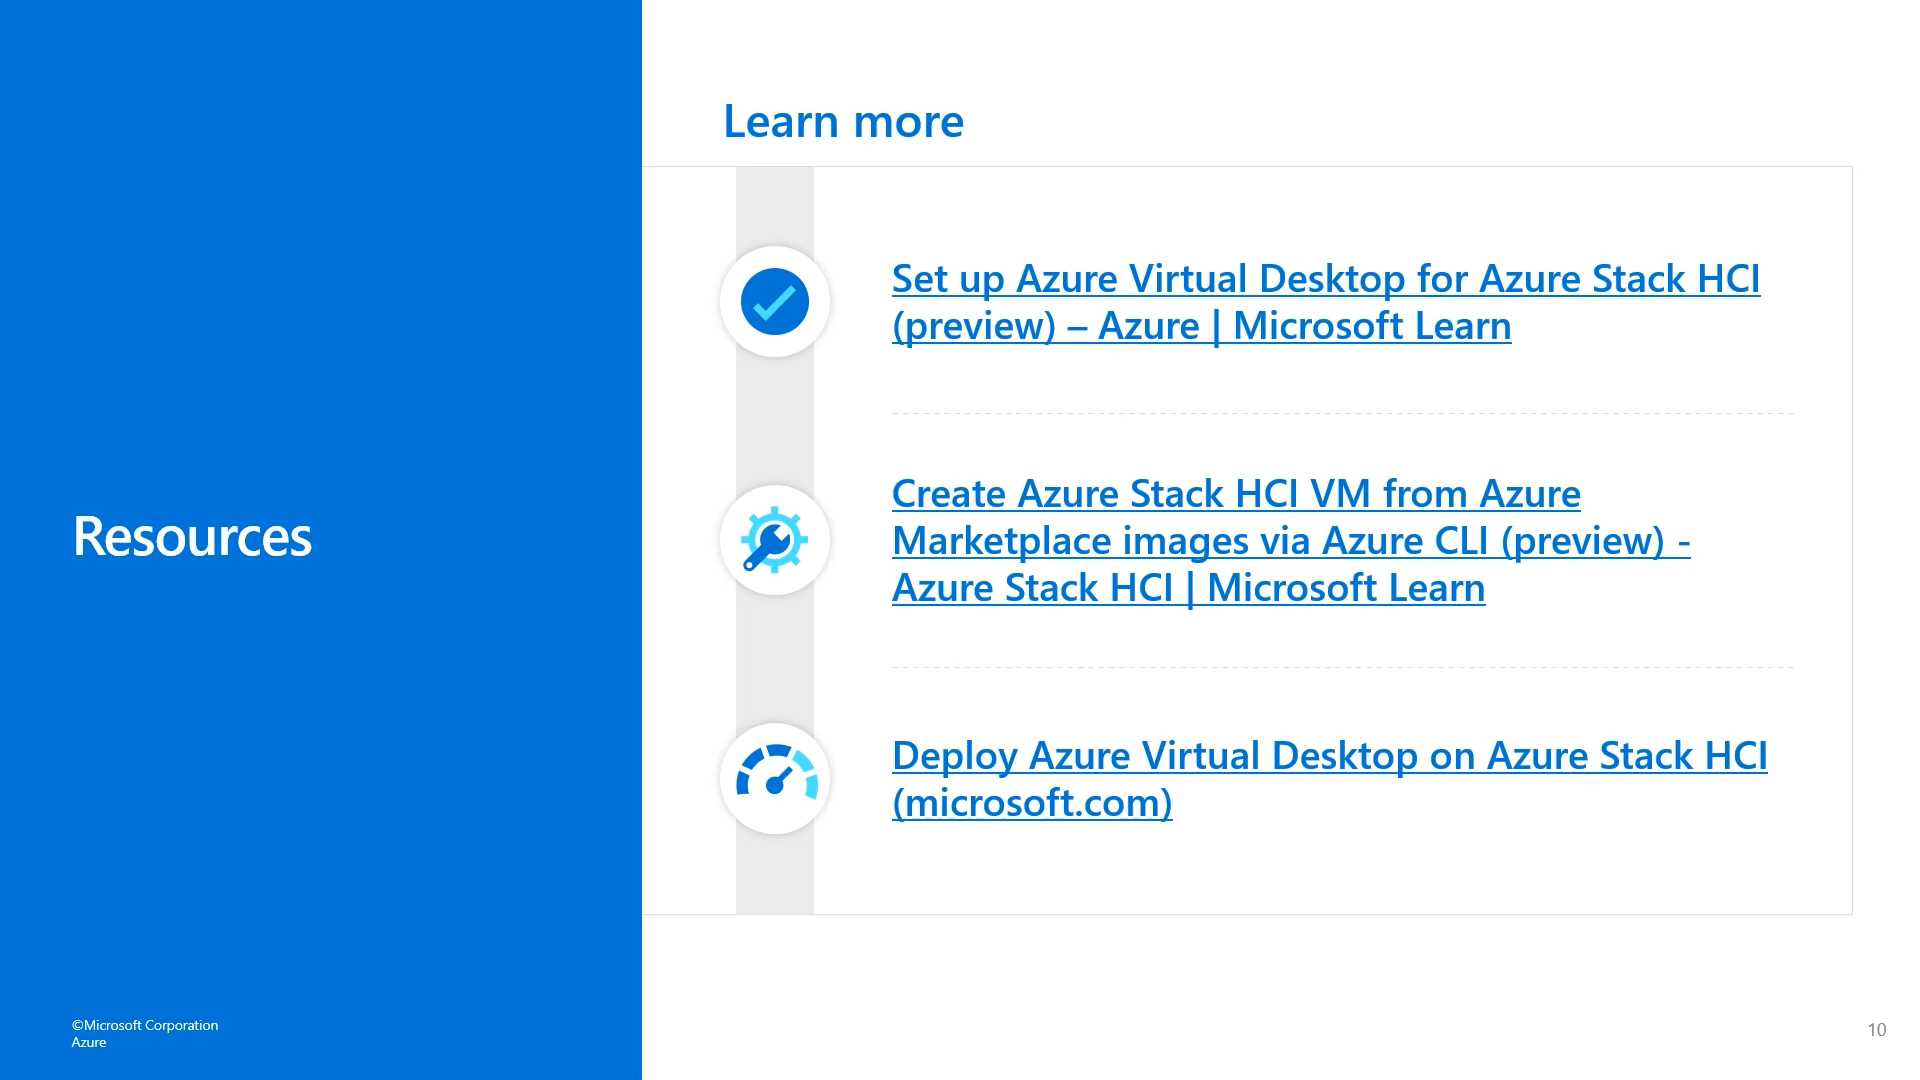 Learn more
Set up Azure Virtual Desktop for Azure Stack HCI
(preview) – Azure | Microsoft Learn
Create Azure Stack HCI VM from Azure
Marketplace images via Azure CLI (preview) -
Azure Stack HCI | Microsoft Learn
Deploy Azure Virtual Desktop on Azure Stack HCI
(microsoft.com)
Resources
©Microsoft Corporation
Azure
10